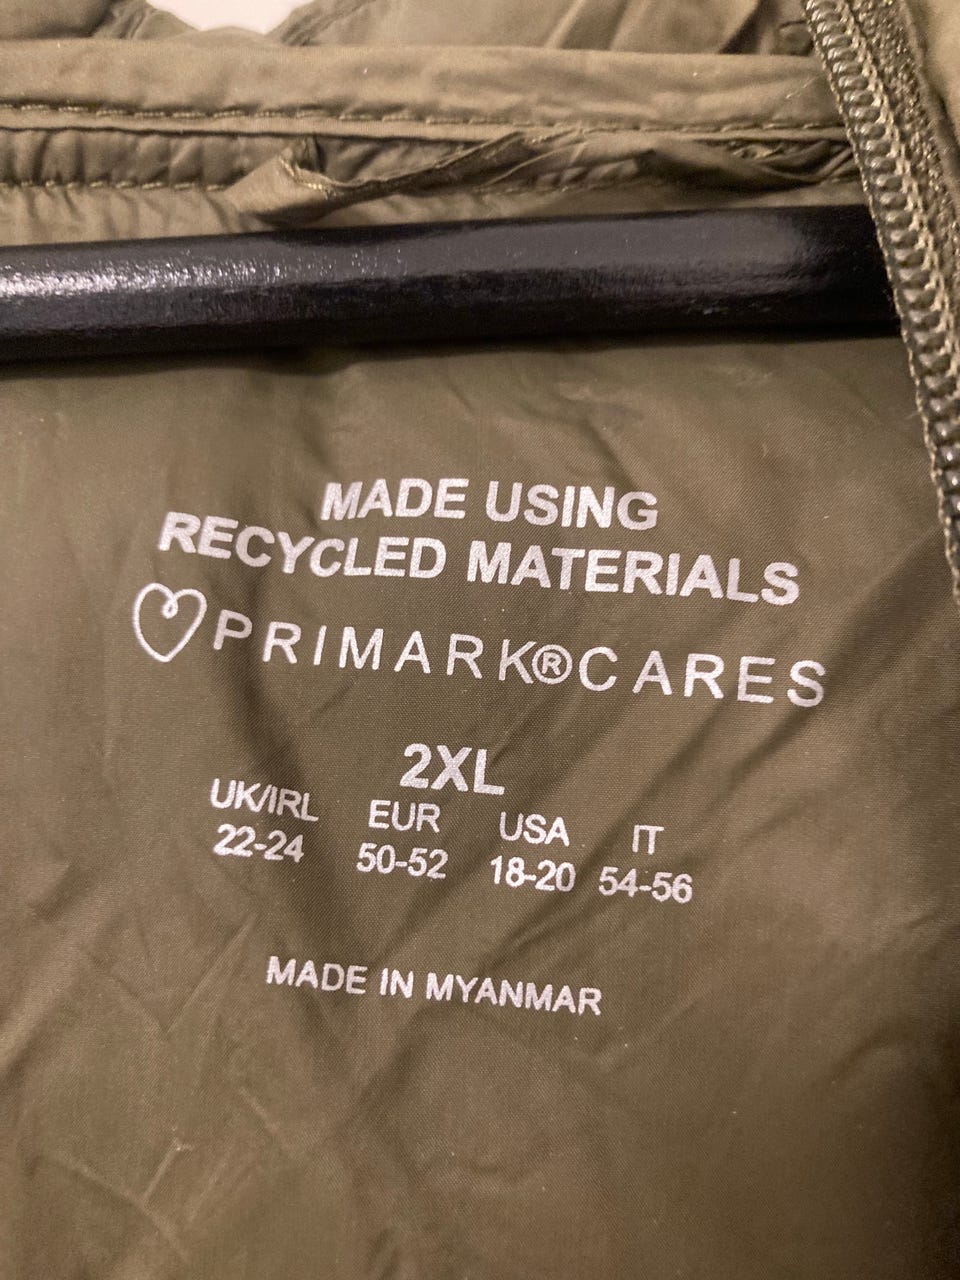 MADE USING
RECYCLED MATERIALS
PRIMARK®CARES
2XL
UK/IRL EUR USA IT
22-24 50-52 18-20 54-56
MADE IN MYANMAR